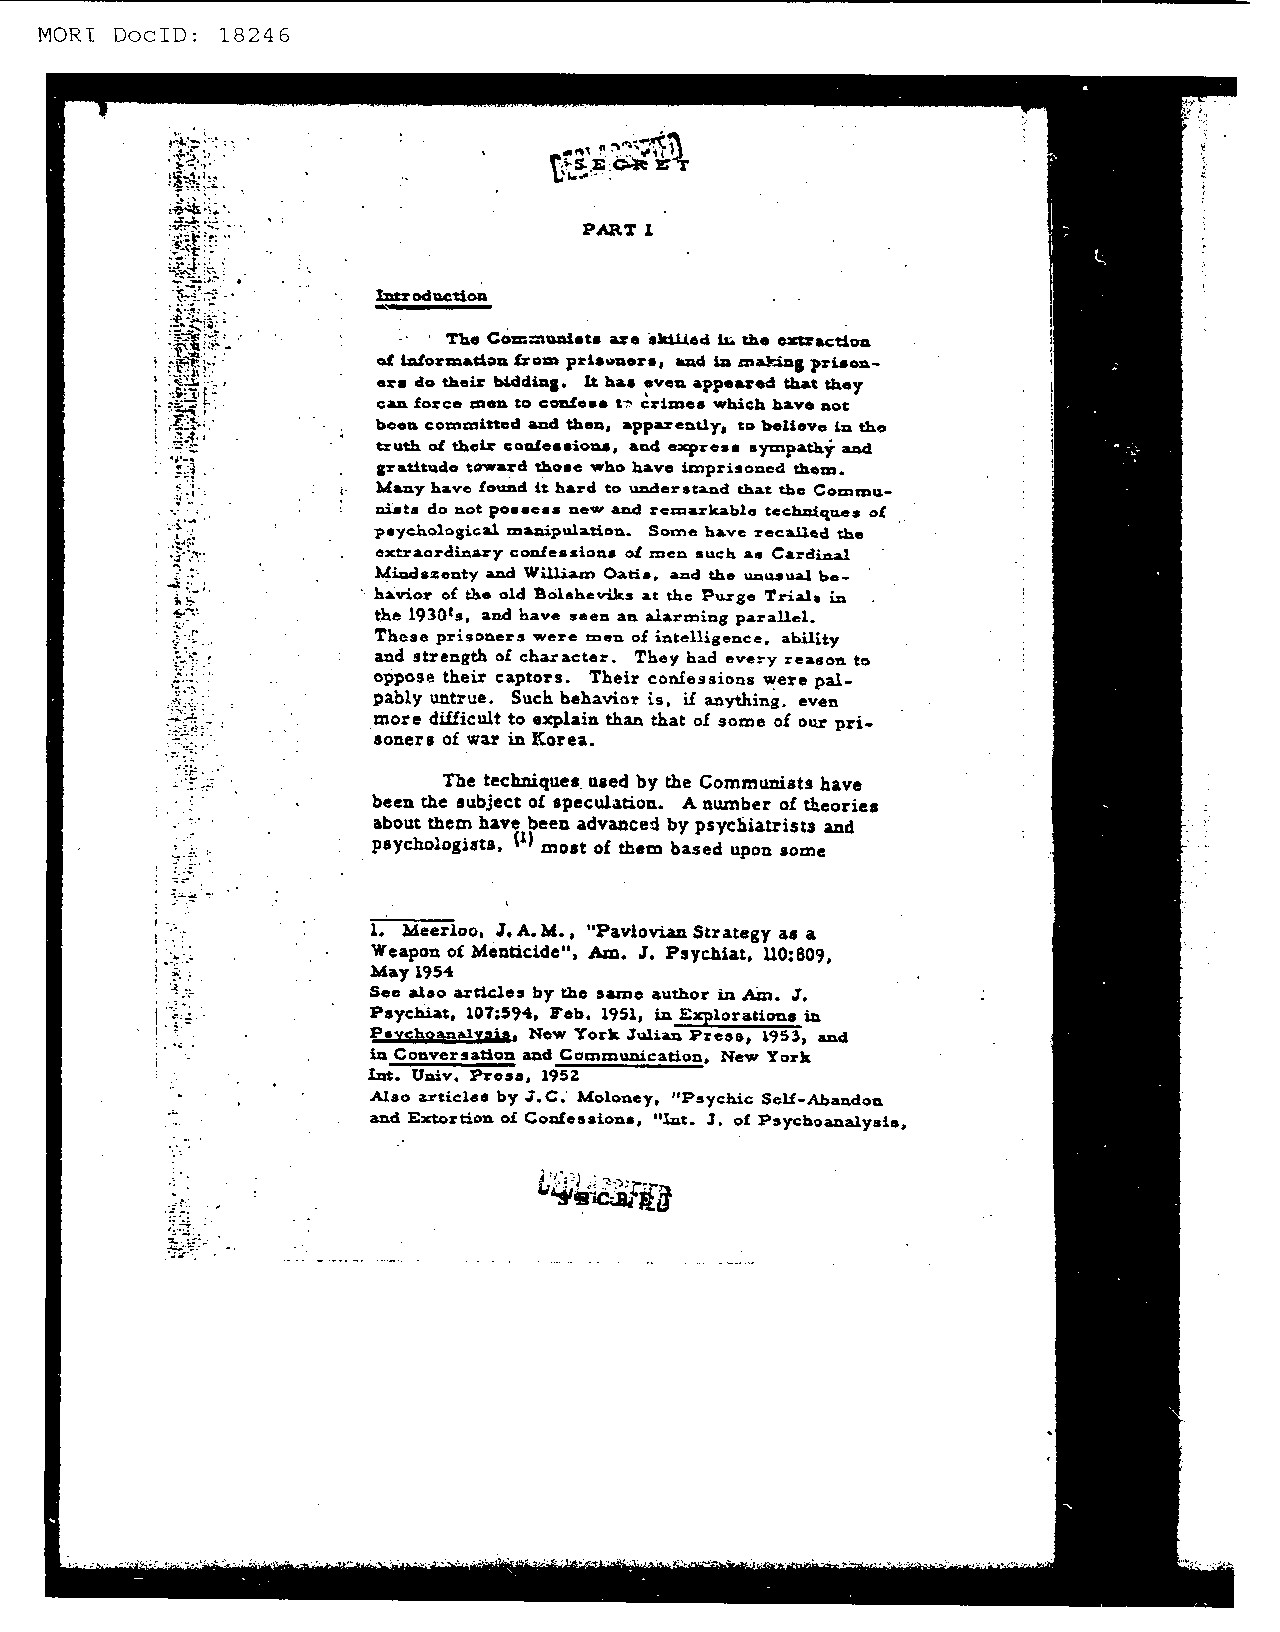 MORI DocID: 18246
SECRET
PART I
Introduction
The Communists are skilled in the extraction
of information from prisoners, and in making prison-
ers do their bidding. It has even appeared that they
can force men to confess to crimes which have not
been committed and then, apparently, to believe in the
truth of their confessions, and express sympathy and
gratitude toward those who have imprisoned them.
Many have found it hard to understand that the Commu-
nists do not possess new and remarkable techniques of
psychological manipulation. Some have recalled the
extraordinary confessions of men such as Cardinal
Mindszenty and William Oatis, and the unusual be-
havior of the old Bolsheviks at the Purge Trials in
the 1930's, and have seen an alarming parallel.
These prisoners were men of intelligence, ability
and strength of character. They had every reason to
oppose their captors. Their confessions were pal-
pably untrue. Such behavior is, if anything, even
more difficult to explain than that of some of our pri-
soners of war in Korea.
The techniques used by the Communists have
been the subject of speculation. A number of theories
about them have been advanced by psychiatrists and
psychologists, (1) most of them based upon some
1. Meerloo, J.A.M., "Pavlovian Strategy as a
Weapon of Menticide", Am. J. Psychiat, 110:809,
May 1954
See also articles by the same author in Am. J.
Psychiat, 107:594, Feb. 1951, in Explorations in
Psychoanalysis, New York Julian Press, 1953, and
in Conversation and Communication, New York
Int. Univ. Press, 1952
Also articles by J.C. Moloney, "Psychic Self-Abandon
and Extortion of Confessions, "Int. J. of Psychoanalysis,